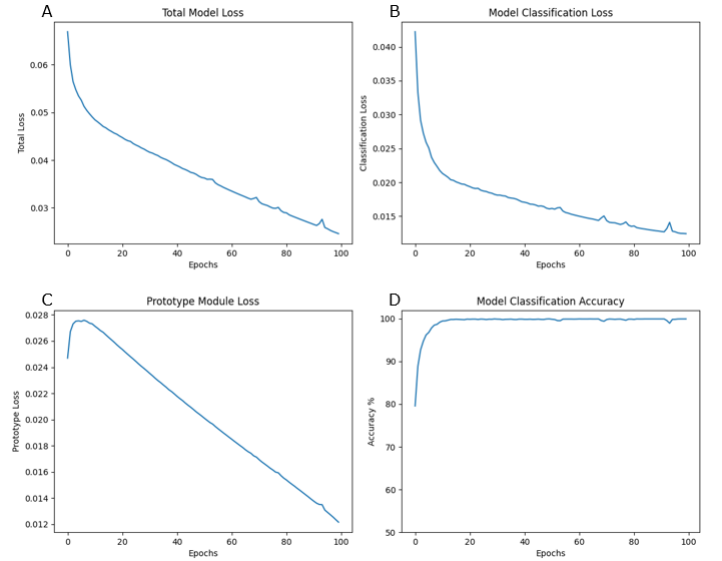 A
Total Model Loss
0.06
0.05
0.04
0.03
Total Loss
0 20 40 60 80 100
Epochs
B
Model Classification Loss
0.040
0.035
0.030
0.025
0.020
0.015
Classification Loss
0 20 40 60 80 100
Epochs
C
Prototype Module Loss
0.028
0.026
0.024
0.022
0.020
0.018
0.016
0.014
0.012
Prototype Loss
0 20 40 60 80 100
Epochs
D
Model Classification Accuracy
100
90
80
70
60
50
Accuracy %
0 20 40 60 80 100
Epochs